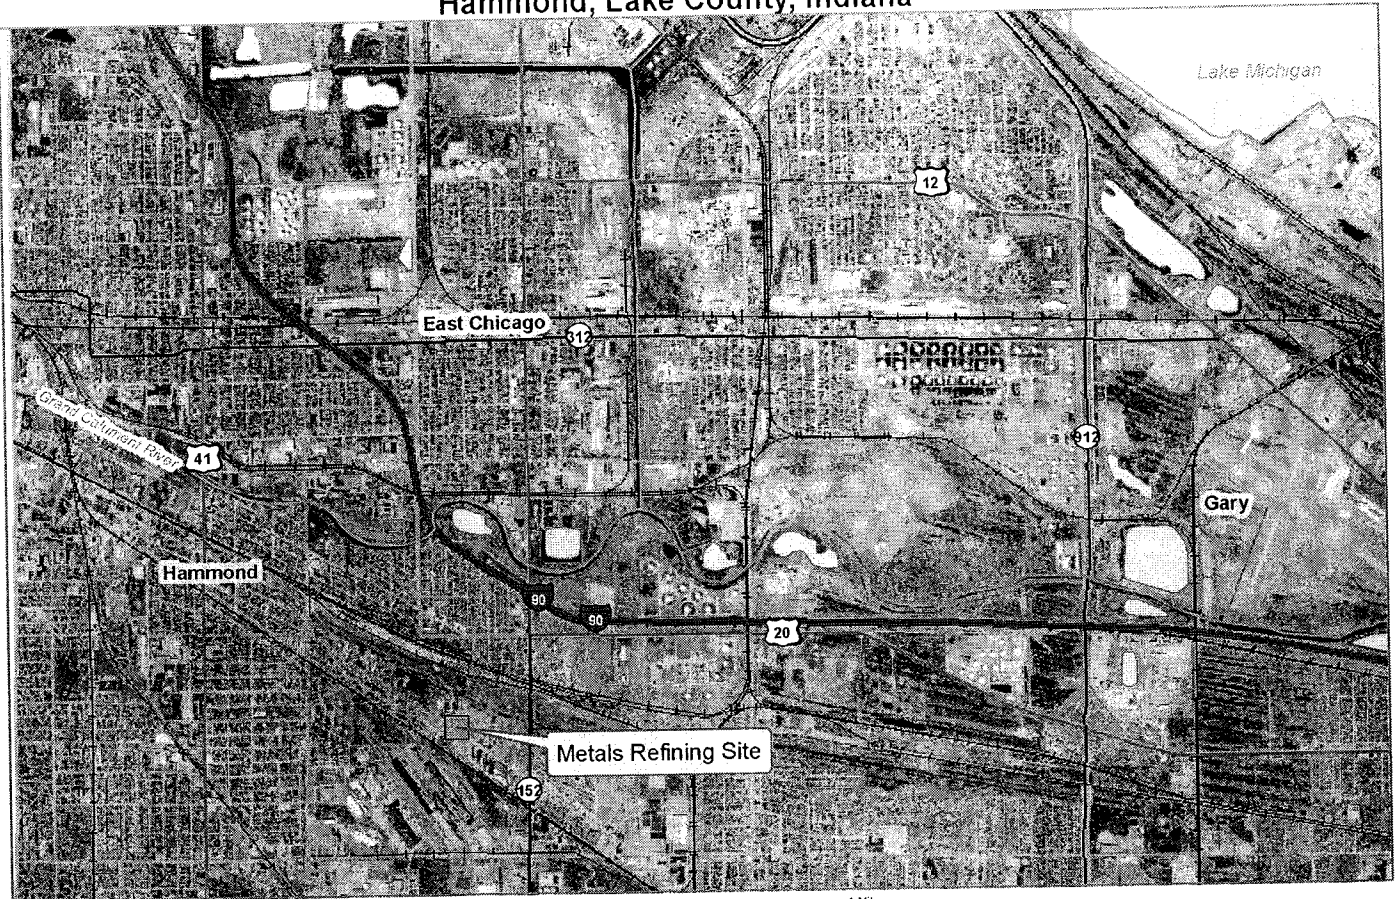 Hammond, Lake County, Indiana
Lake Michigan
12
East Chicago
312
Grand Calumet River
41
912
Gary
Hammond
90
90
20
Metals Refining Site
152